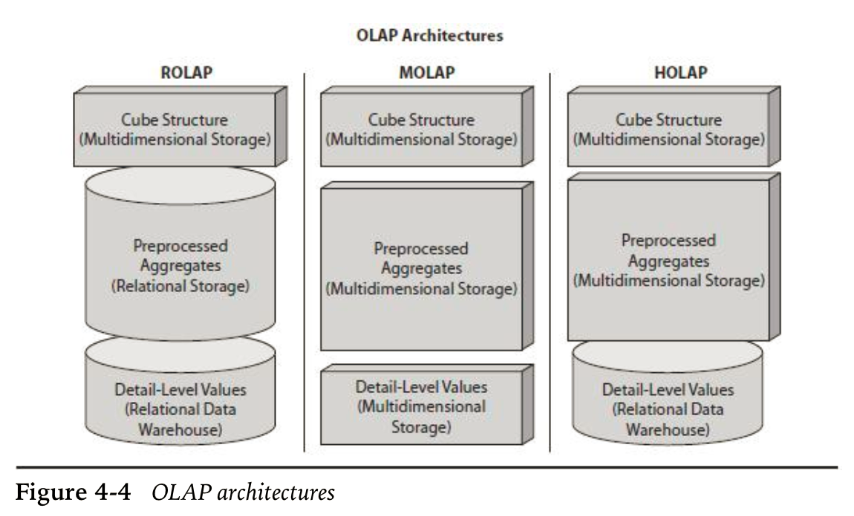 OLAP Architectures
ROLAP
MOLAP
HOLAP
Cube Structure
(Multidimensional Storage)
Cube Structure
(Multidimensional Storage)
Cube Structure
(Multidimensional Storage)
Preprocessed
Aggregates
(Relational Storage)
Preprocessed
Aggregates
(Multidimensional Storage)
Preprocessed
Aggregates
(Multidimensional Storage)
Detail-Level Values
(Relational Data
Warehouse)
Detail-Level Values
(Multidimensional
Storage)
Detail-Level Values
(Relational Data
Warehouse)
Figure 4-4 OLAP architectures